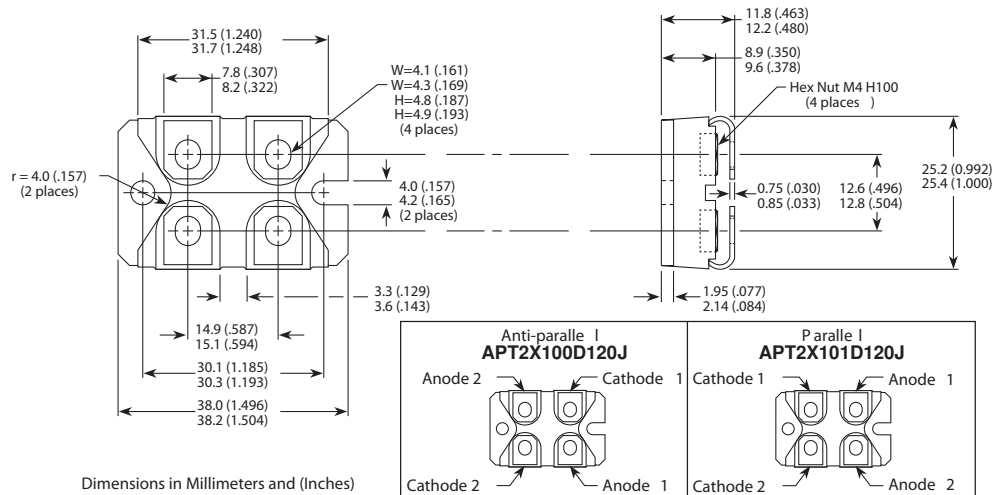 31.5 (1.240)
31.7 (1.248)
7.8 (.307)
8.2 (.322)
W=4.1 (.161)
W=4.3 (.169)
H=4.8 (.187)
H=4.9 (.193)
(4 places)
r = 4.0 (.157)
(2 places)
4.0 (.157)
4.2 (.165)
(2 places)
3.3 (.129)
3.6 (.143)
14.9 (.587)
15.1 (.594)
30.1 (1.185)
30.3 (1.193)
38.0 (1.496)
38.2 (1.504)
Dimensions in Millimeters and (Inches)
11.8 (.463)
12.2 (.480)
8.9 (.350)
9.6 (.378)
Hex Nut M4 H100
(4 places )
25.2 (0.992)
25.4 (1.000)
0.75 (.030)
0.85 (.033)
12.6 (.496)
12.8 (.504)
1.95 (.077)
2.14 (.084)
Anti-paralle l
APT2X100D120J
Anode 2
Cathode 1
Cathode 2
Anode 1
P aralle l
APT2X101D120J
Cathode 1
Anode 1
Cathode 2
Anode 2